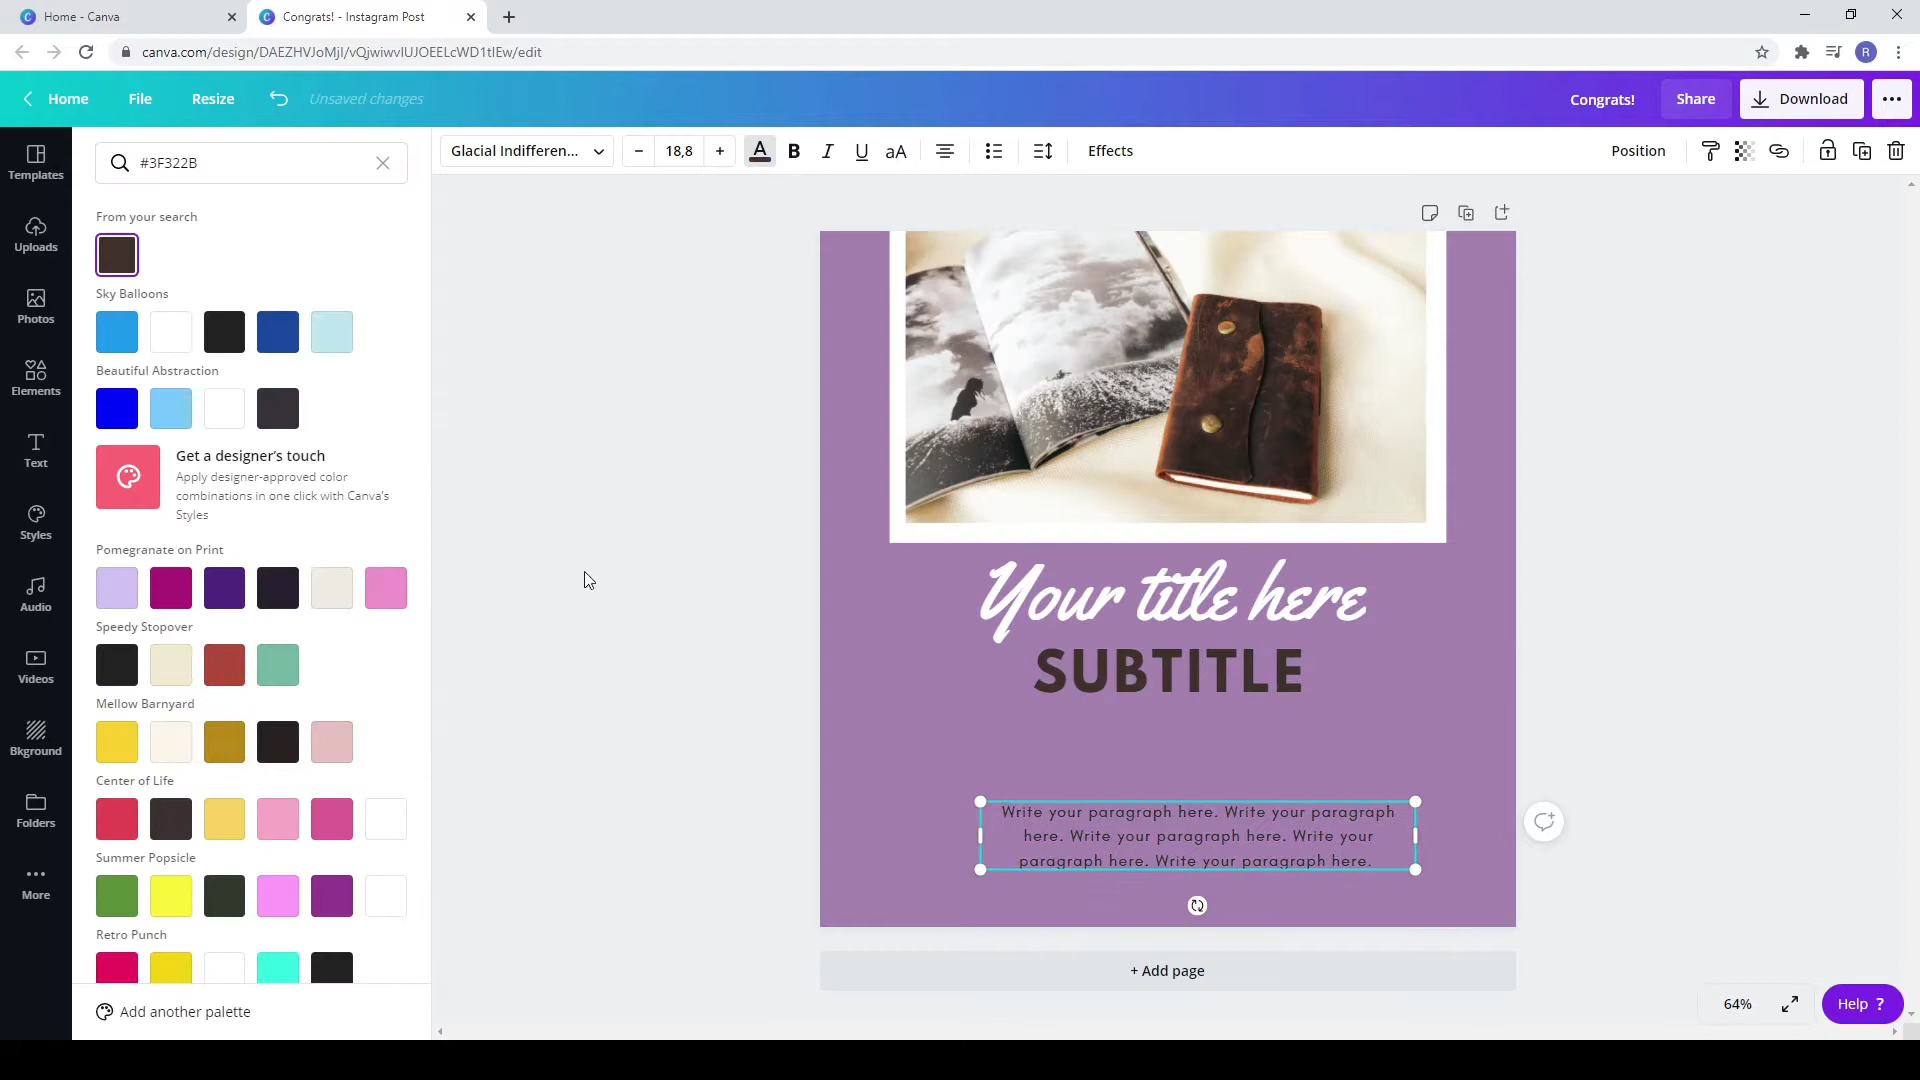 Home - Canva
Congrats! - Instagram Post
canva.com/design/DAEZHVJoMjI/vQjwiwvIUJOEELcWD1tIEw/edit
R
Home
File
Resize
Unsaved changes
Congrats!
Share
Download
Templates
Uploads
Photos
Elements
Text
Styles
Audio
Videos
Bkground
Folders
More
#3F322B
From your search
Sky Balloons
Beautiful Abstraction
Get a designer's touch
Apply designer-approved color
combinations in one click with Canva's
Styles
Pomegranate on Print
Speedy Stopover
Mellow Barnyard
Center of Life
Summer Popsicle
Retro Punch
Add another palette
Glacial Indifferen...
18,8
A
B
I
U
aA
Effects
Position
Your title here
SUBTITLE
Write your paragraph here. Write your paragraph
here. Write your paragraph here. Write your
paragraph here. Write your paragraph here.
+ Add page
64%
Help ?